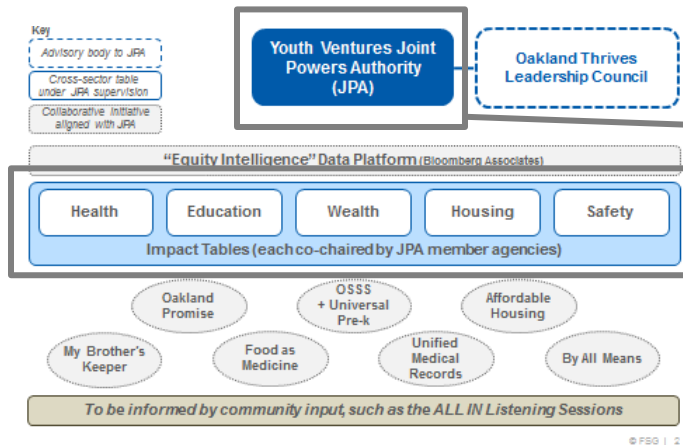 Key
Advisory body to JPA
Cross-sector table
under JPA supervision
Collaborative initiative
aligned with JPA
Youth Ventures Joint
Powers Authority
(JPA)
Oakland Thrives
Leadership Council
“Equity Intelligence” Data Platform (Bloomberg Associates)
Health
Education
Wealth
Housing
Safety
Impact Tables (each co-chaired by JPA member agencies)
Oakland
Promise
OSSS
+ Universal
Pre-k
Affordable
Housing
My Brother's
Keeper
Food as
Medicine
Unified
Medical
Records
By All Means
To be informed by community input, such as the ALL IN Listening Sessions
© FSG | 2